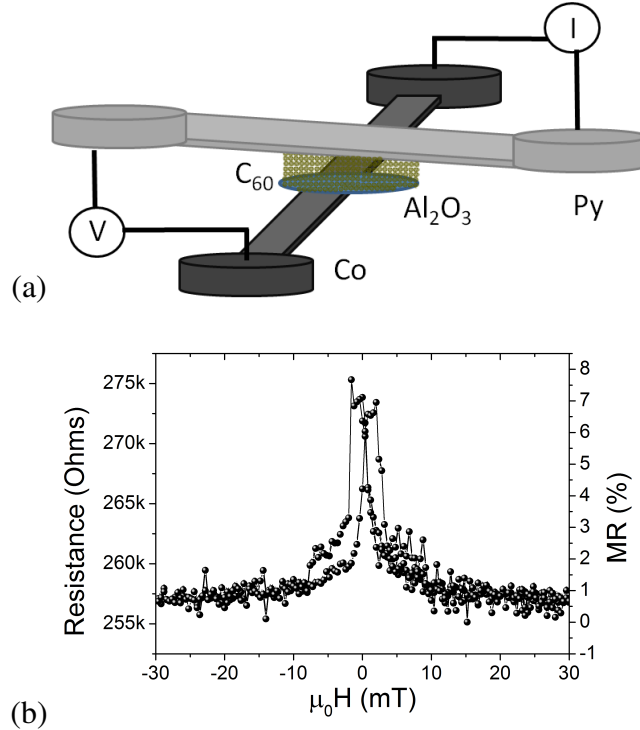 (a)
I
C60
Al2O3
Py
V
Co
(b)
Resistance (Ohms)
275k
270k
265k
260k
255k
8
7
6
5
4
3
2
1
0
-1
MR (%)
-30 -20 -10 0 10 20 30
μ0H (mT)